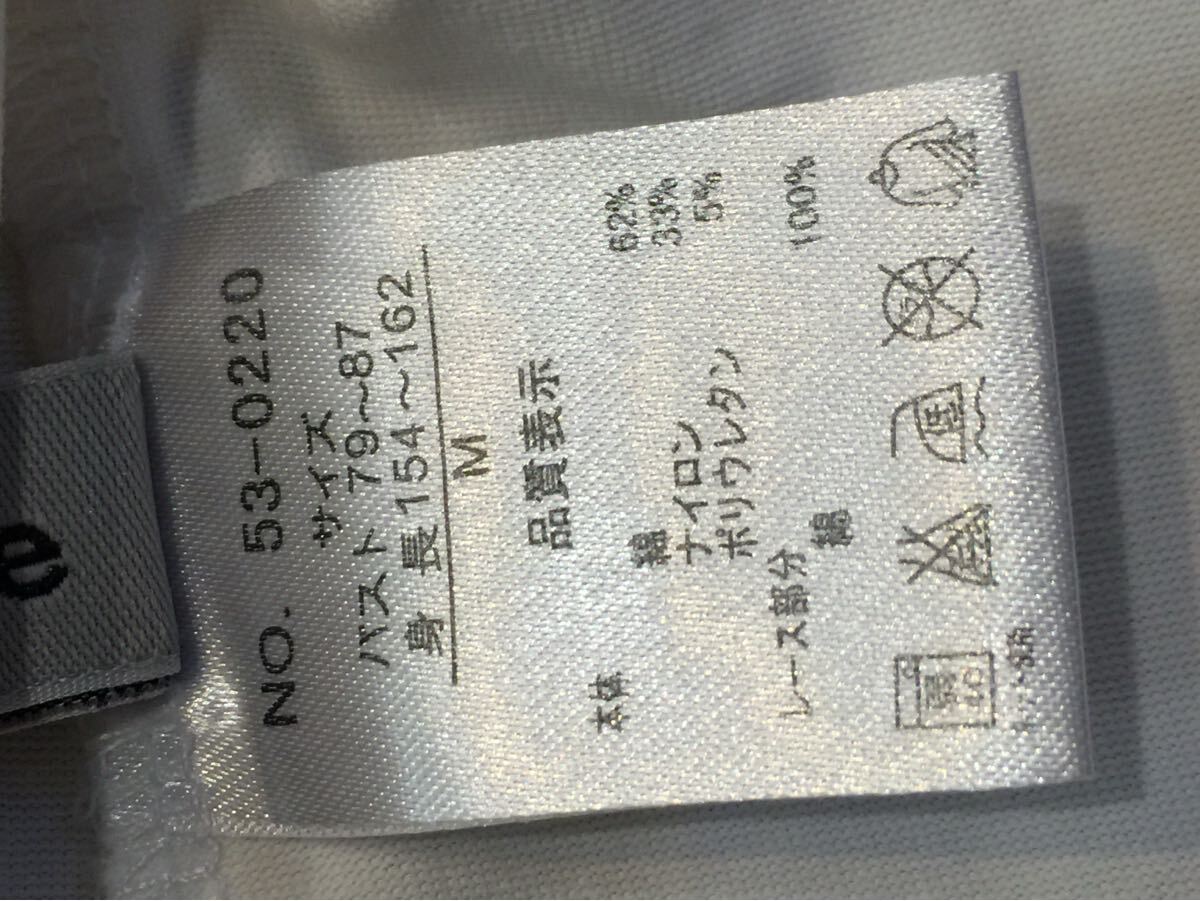 NO. 53-0220
サイズ
バスト 79~87
身長 154~162
M
品質表示
本体
綿 62%
ナイロン 33%
ポリウレタン 5%
レース部分
綿 100%
40
e